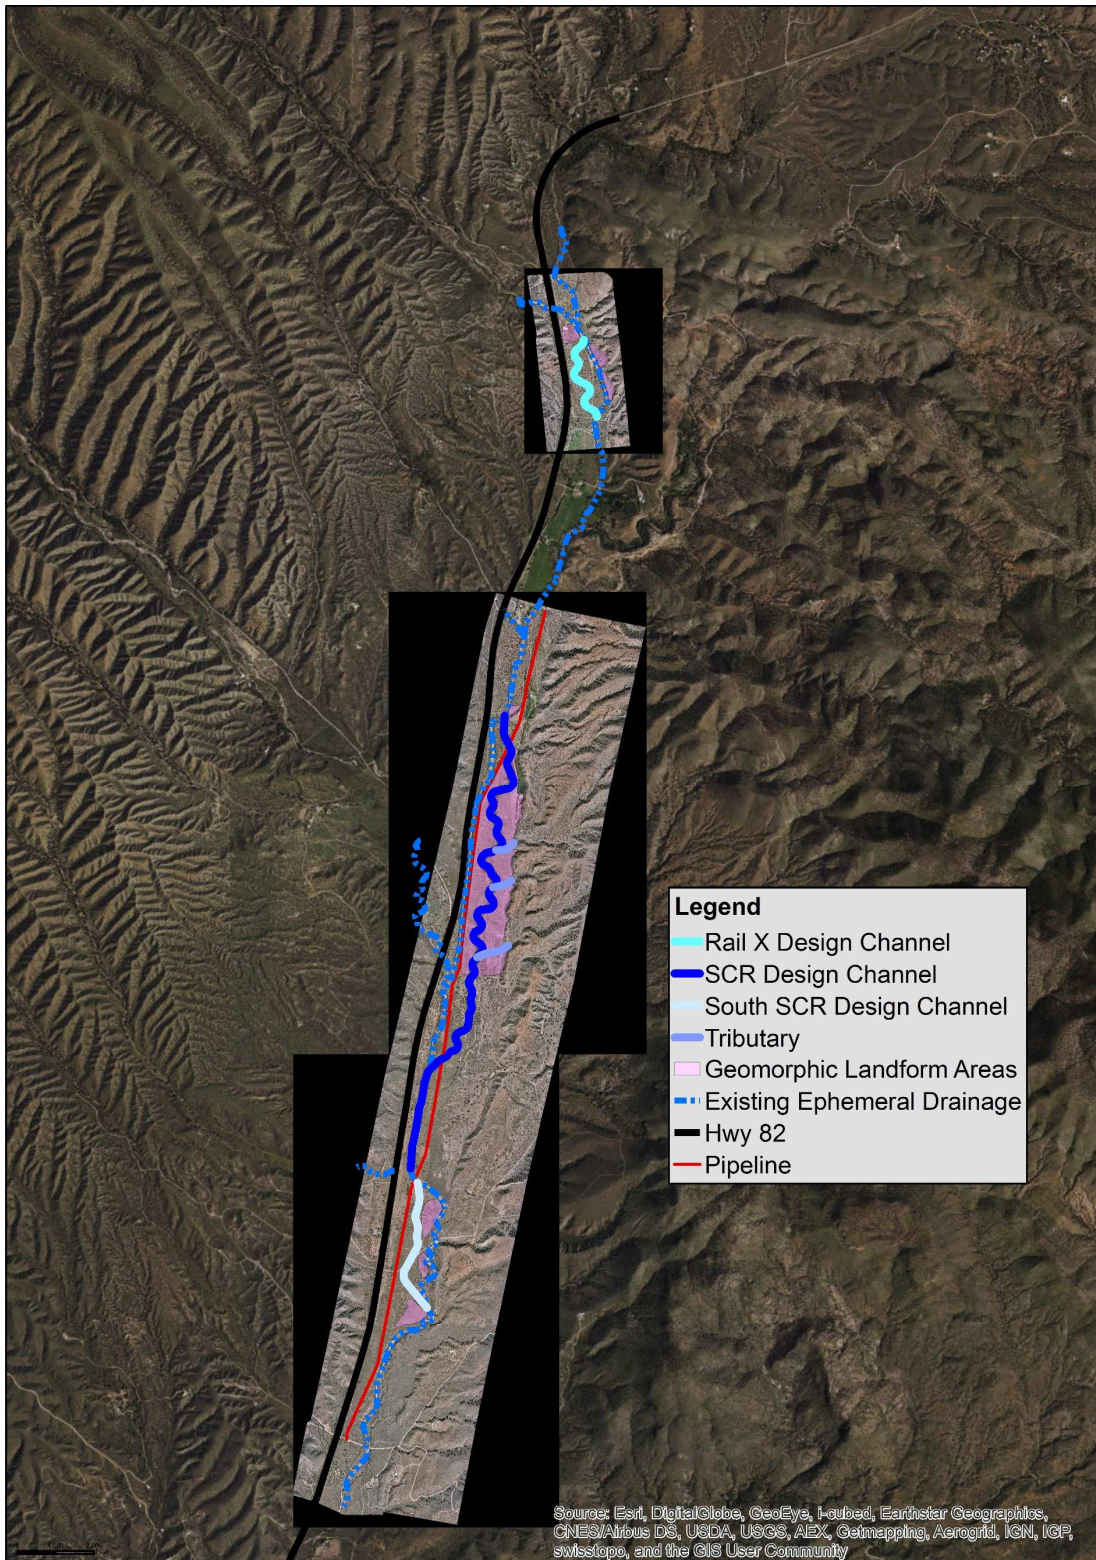 Legend
Rail X Design Channel
SCR Design Channel
South SCR Design Channel
Tributary
Geomorphic Landform Areas
Existing Ephemeral Drainage
Hwy 82
Pipeline
Source: Esri, DigitalGlobe, GeoEye, i-cubed, Earthstar Geographics,
CNES/Airbus DS, USDA, USGS, AEX, Getmapping, Aerogrid, IGN, IGP,
swisstopo, and the GIS User Community